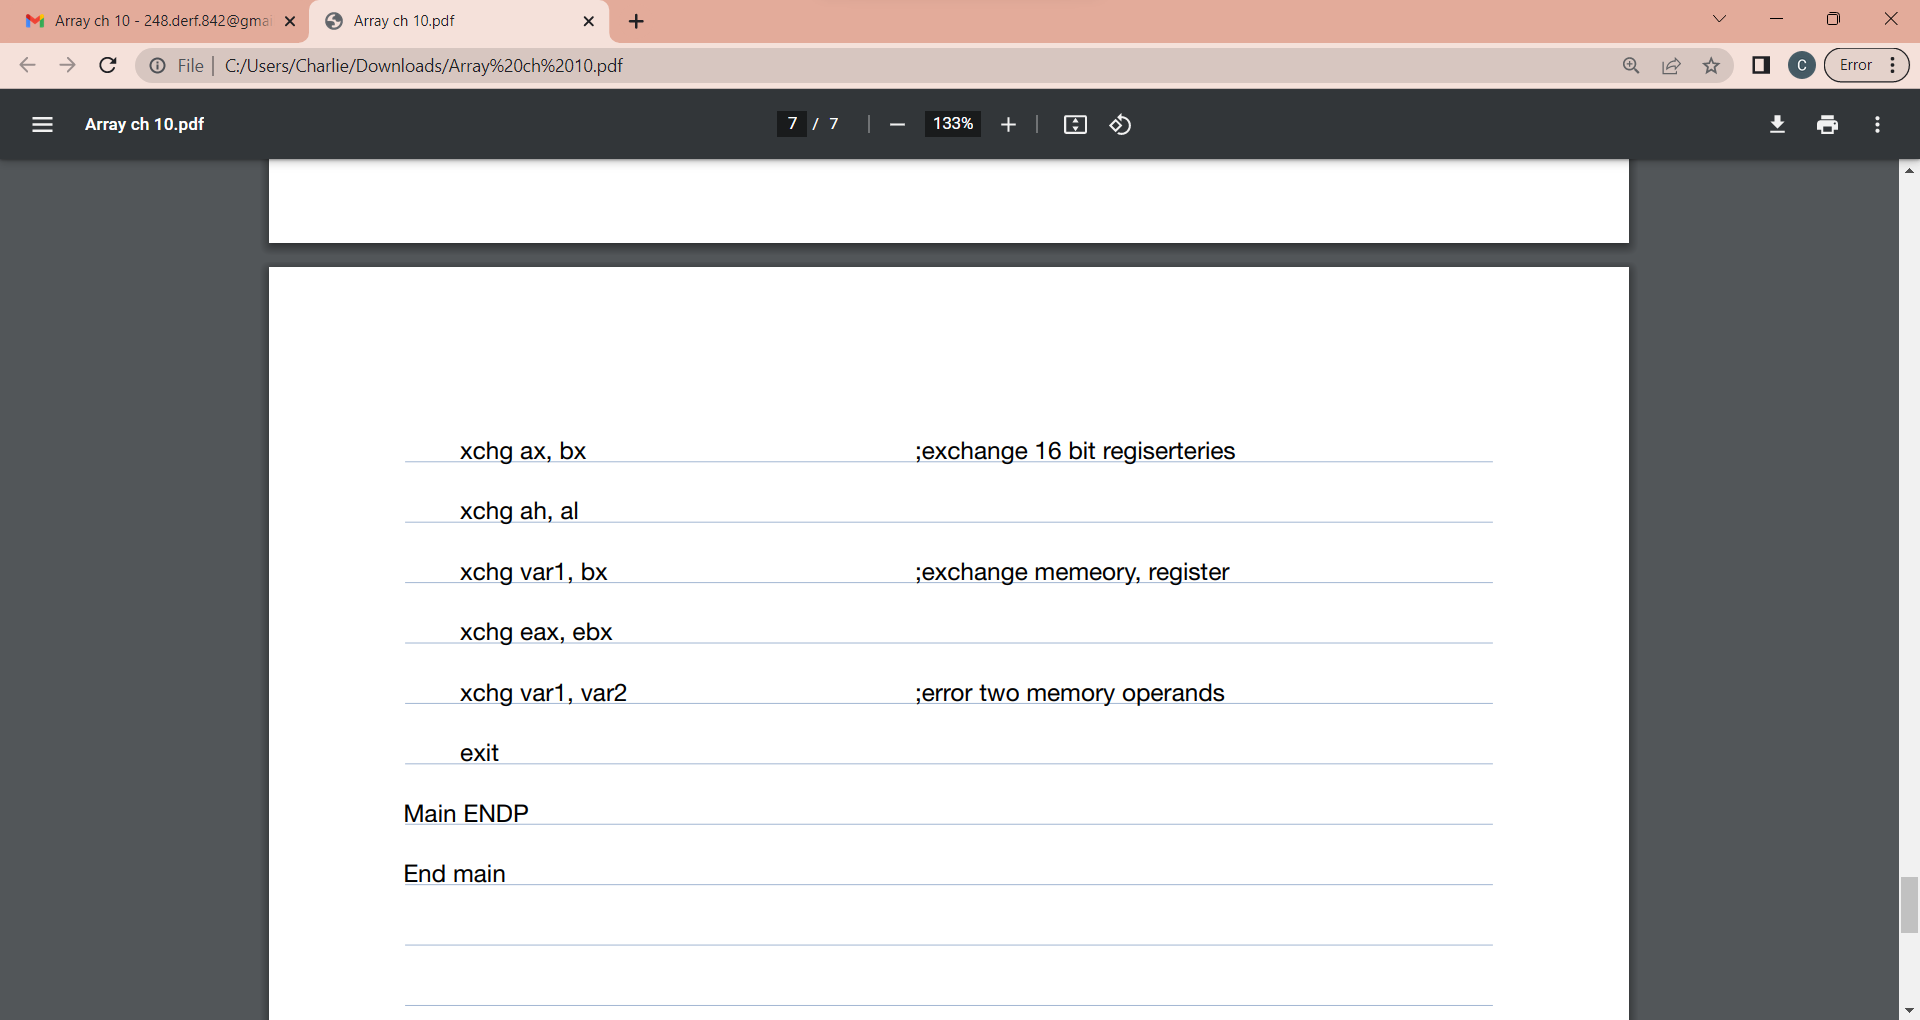 Array ch 10 - 248.derf.842@gma
Array ch 10.pdf
File | C:/Users/Charlie/Downloads/Array%20ch%2010.pdf
C
Error
Array ch 10.pdf
7 / 7
133%
xchg ax, bx ;exchange 16 bit regiserteries
xchg ah, al
xchg var1, bx ;exchange memeory, register
xchg eax, ebx
xchg var1, var2 ;error two memory operands
exit
Main ENDP
End main